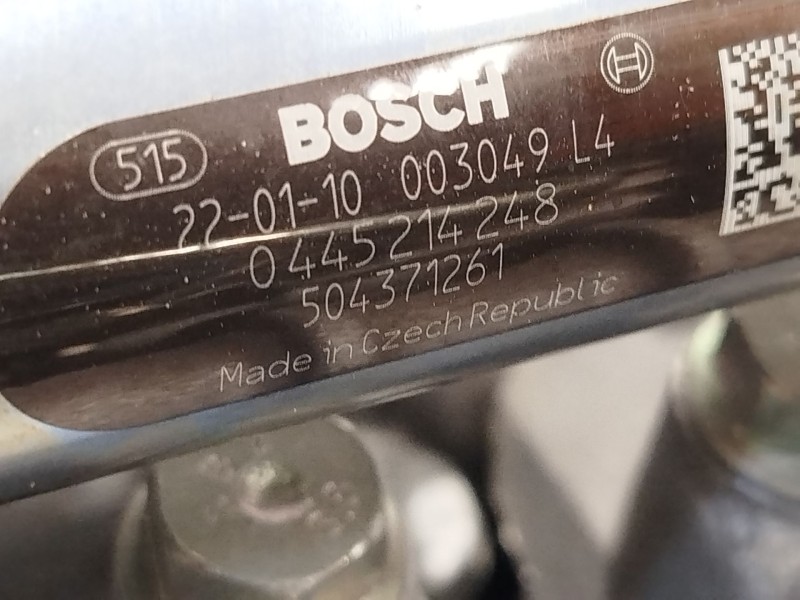 BOSCH
515
22-01-10 003049 L4
0 445 214 248
504371261
Made in Czech Republic